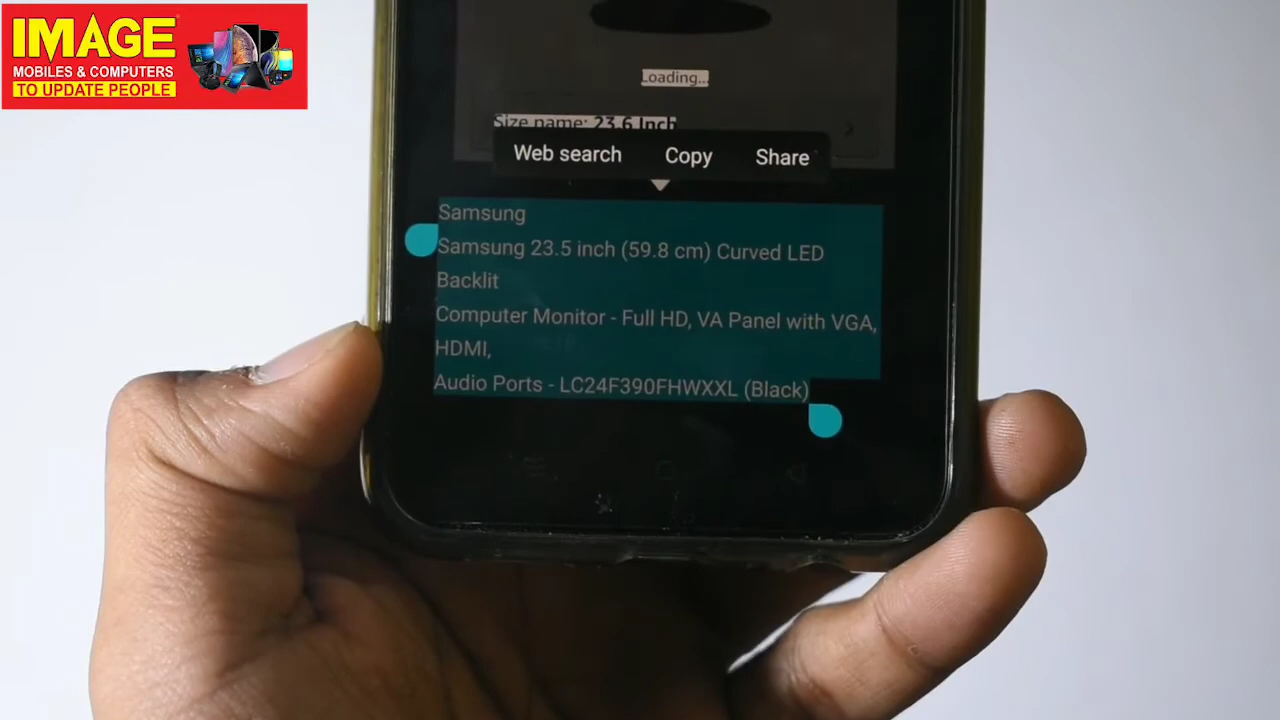 IMAGE
MOBILES & COMPUTERS
TO UPDATE PEOPLE
Loading...
Size name: 23.6 Inch
Web search Copy Share
Samsung
Samsung 23.5 inch (59.8 cm) Curved LED
Backlit
Computer Monitor - Full HD, VA Panel with VGA,
HDMI,
Audio Ports - LC24F390FHWXXL (Black)